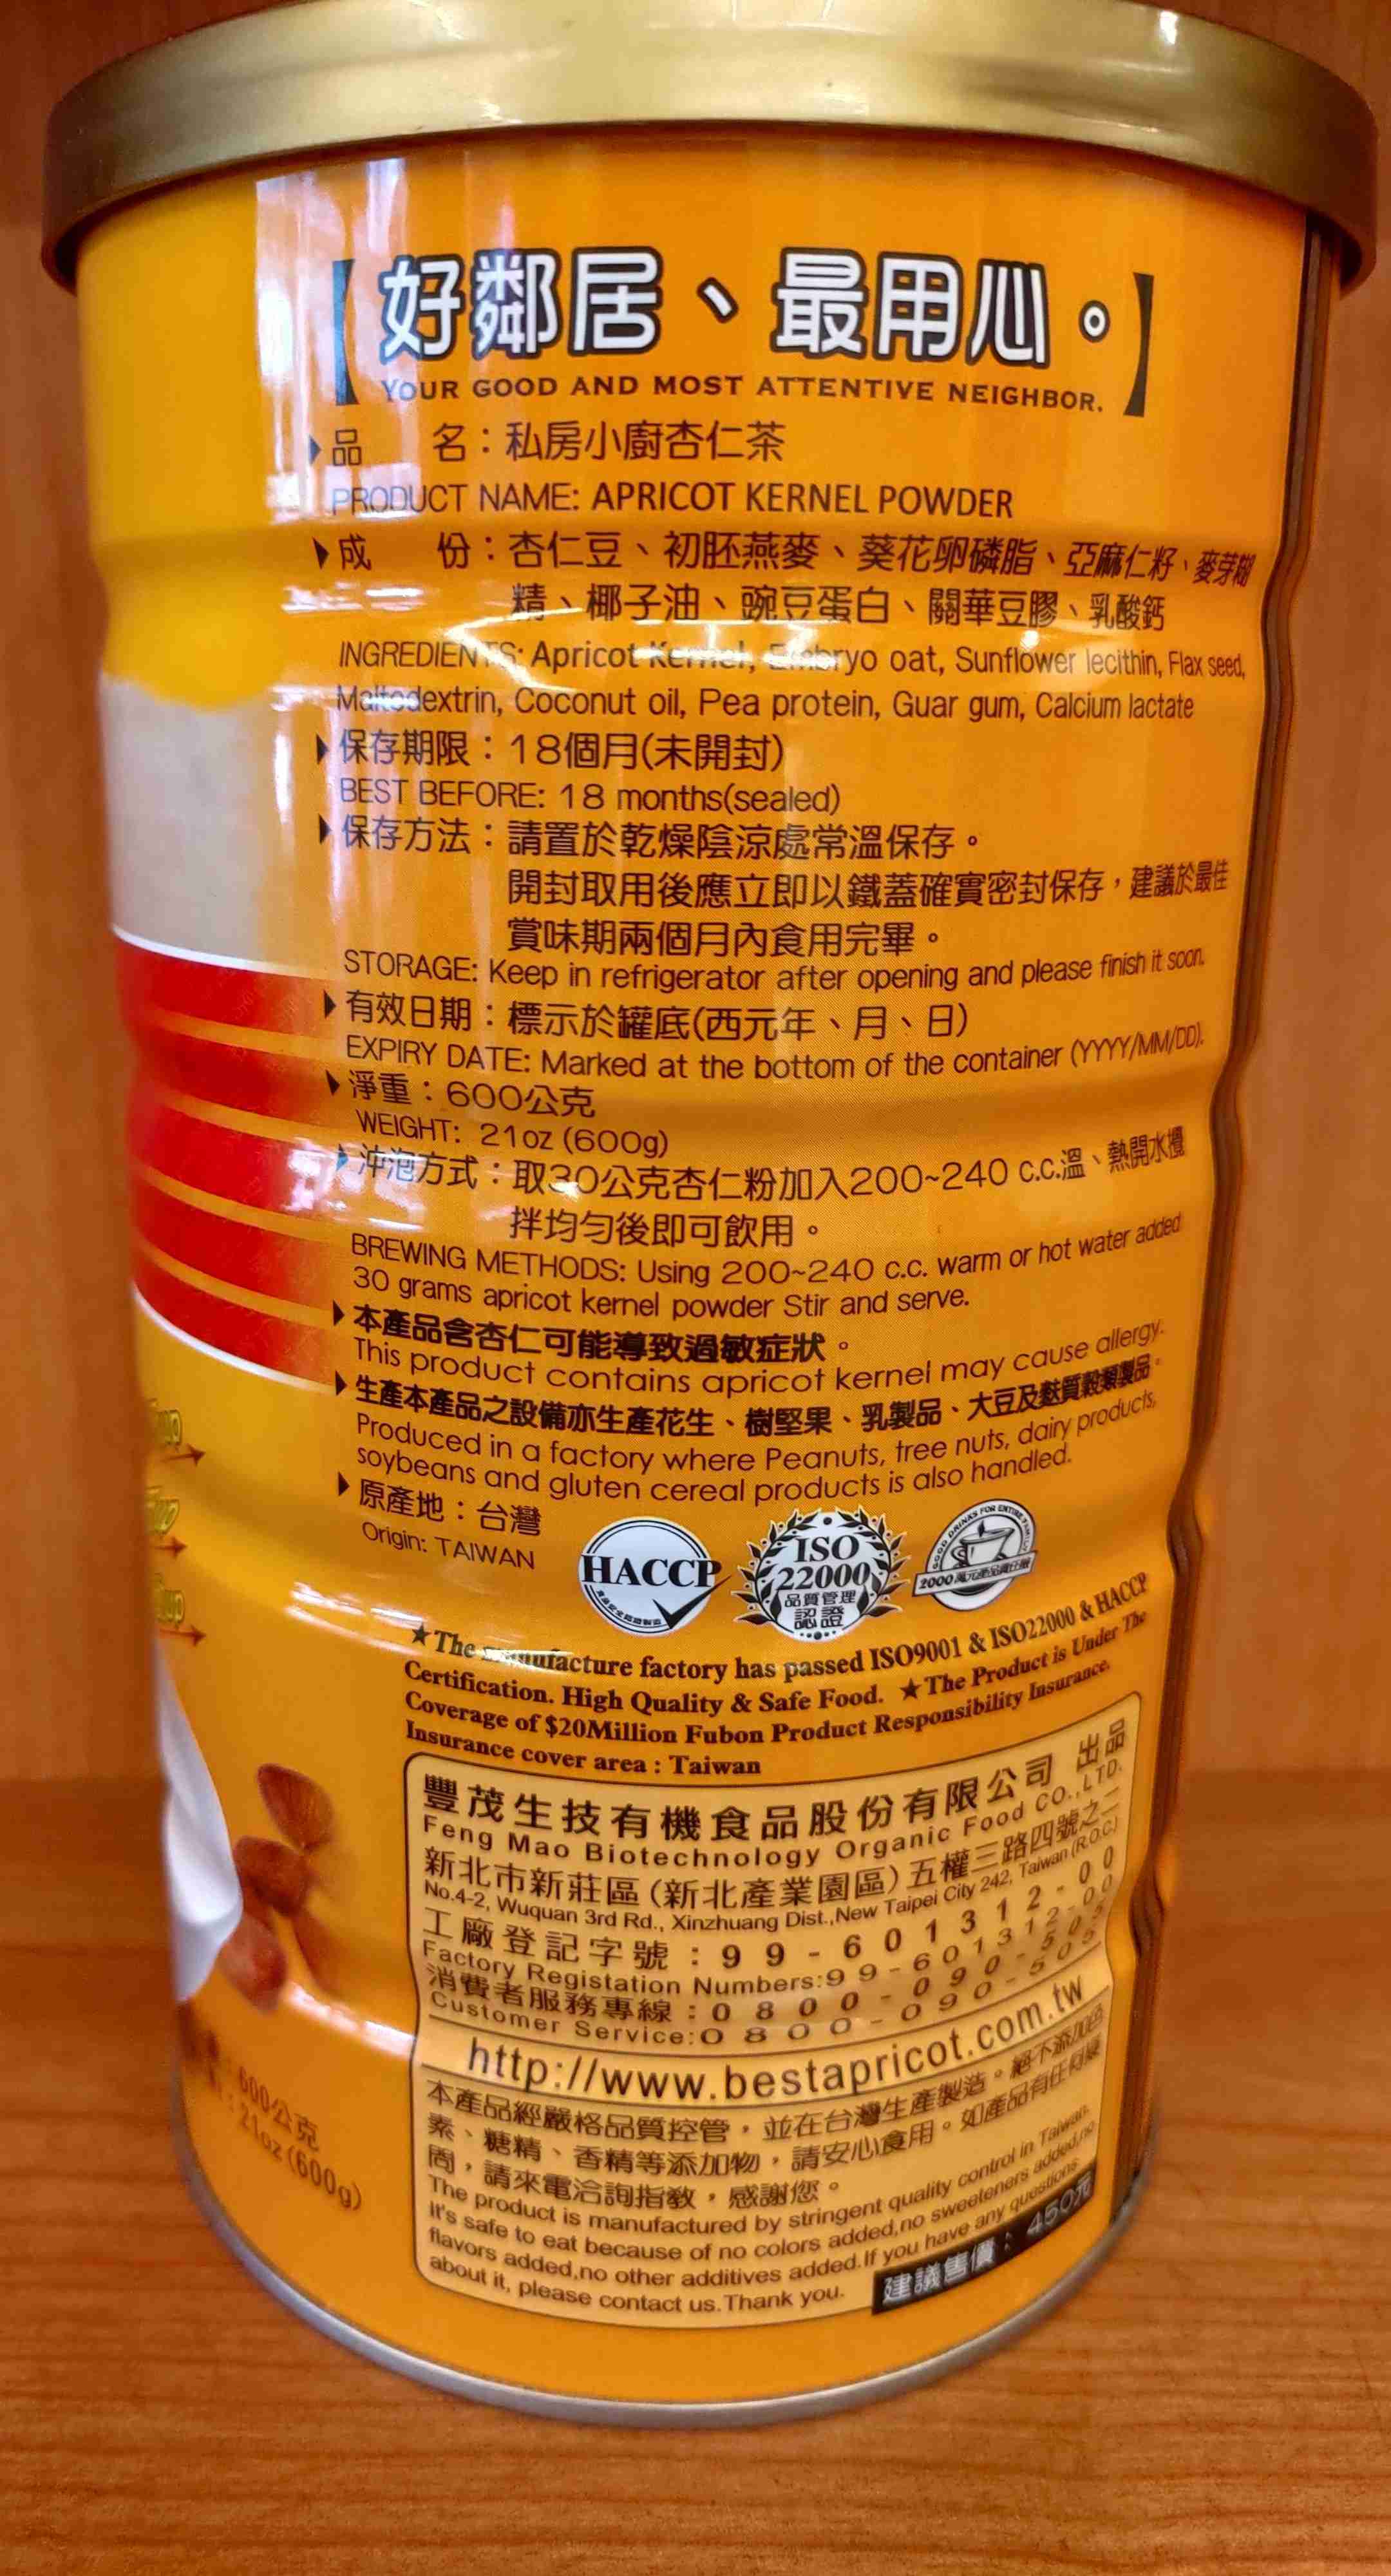 【好鄰居、最用心。】
YOUR GOOD AND MOST ATTENTIVE NEIGHBOR.
品 名：私房小廚杏仁茶
PRODUCT NAME: APRICOT KERNEL POWDER
成 份：杏仁豆、初胚燕麥、葵花卵磷脂、亞麻仁籽、麥芽糊
精、椰子油、豌豆蛋白、關華豆膠、乳酸鈣
INGREDIENTS: Apricot Kernel, Embryo oat, Sunflower lecithin, Flax seed,
Maltodextrin, Coconut oil, Pea protein, Guar gum, Calcium lactate
保存期限：18個月(未開封)
BEST BEFORE: 18 months(sealed)
保存方法：請置於乾燥陰涼處常溫保存。
開封取用後應立即以鐵蓋確實密封保存，建議於最佳
賞味期兩個月內食用完畢。
STORAGE: Keep in refrigerator after opening and please finish it soon.
有效日期：標示於罐底(西元年、月、日)
EXPIRY DATE: Marked at the bottom of the container (YYYY/MM/DD).
淨重：600公克
WEIGHT: 21oz (600g)
沖泡方式：取30公克杏仁粉加入200~240 c.c.溫、熱開水攪
拌均勻後即可飲用。
BREWING METHODS: Using 200~240 c.c. warm or hot water added
30 grams apricot kernel powder Stir and serve.
本產品含杏仁可能導致過敏症狀。
This product contains apricot kernel may cause allergy.
生產本產品之設備亦生產花生、樹堅果、乳製品、大豆及麩質穀類製品。
Produced in a factory where Peanuts, tree nuts, dairy products,
soybeans and gluten cereal products is also handled.
原產地：台灣
Origin: TAIWAN
HACCP
ISO
22000
品質管理
認證
GOOD DRINKS FOR ENTIRE FAMILY
2000萬元產品責任險
★The manufacture factory has passed ISO9001 & ISO22000 & HACCP
Certification. High Quality & Safe Food. ★The Product is Under The
Coverage of $20Million Fubon Product Responsibility Insurance.
Insurance cover area : Taiwan
豐茂生技有機食品股份有限公司 出品
Feng Mao Biotechnology Organic Food CO.,LTD.
新北市新莊區(新北產業園區)五權三路四號之二
No.4-2, Wuquan 3rd Rd., Xinzhuang Dist.,New Taipei City 242, Taiwan (R.O.C.)
工廠登記字號：99-601312-00
Factory Registation Numbers:99-601312-00
消費者服務專線：0800-090-505
Customer Service:0800-090-505
http://www.bestapricot.com.tw
本產品經嚴格品質控管，並在台灣生產製造。絕不添加色
素、糖精、香精等添加物，請安心食用。如產品有任何疑
問，請來電洽詢指教，感謝您。
The product is manufactured by stringent quality control in Taiwan.
It's safe to eat because of no colors added,no sweeteners added,no
flavors added,no other additives added.If you have any questions
about it, please contact us.Thank you.
建議售價：450元
600公克
21oz (600g)